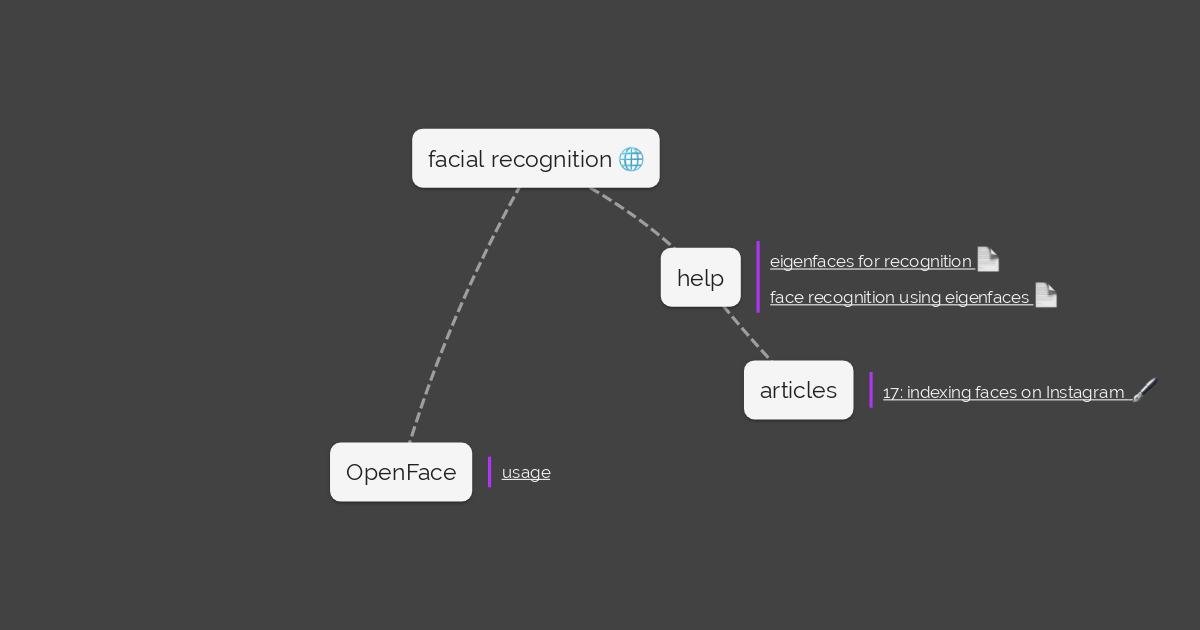 facial recognition
help
eigenfaces for recognition
face recognition using eigenfaces
articles
17: indexing faces on Instagram
OpenFace
usage